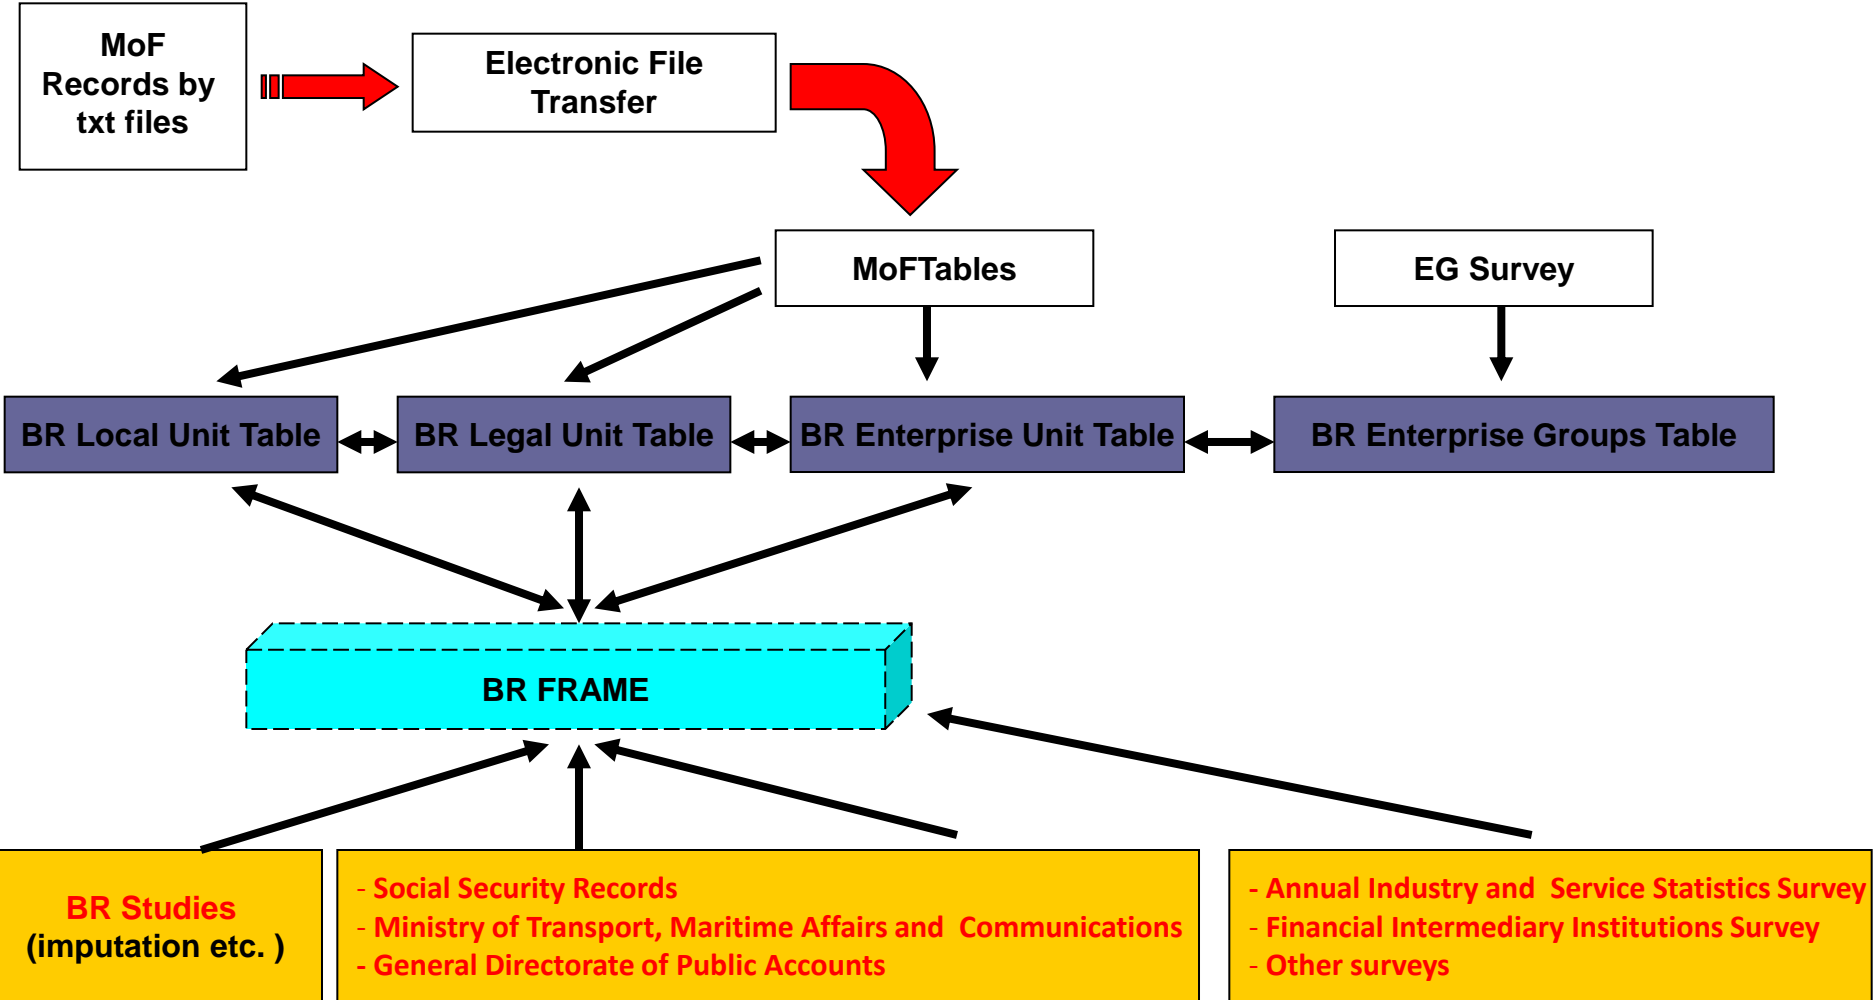 MoF
Records by
txt files
Electronic File
Transfer
MoFTables
EG Survey
BR Local Unit Table
BR Legal Unit Table
BR Enterprise Unit Table
BR Enterprise Groups Table
BR FRAME
BR Studies
(imputation etc. )
- Social Security Records
- Ministry of Transport, Maritime Affairs and Communications
- General Directorate of Public Accounts
- Annual Industry and Service Statistics Survey
- Financial Intermediary Institutions Survey
- Other surveys